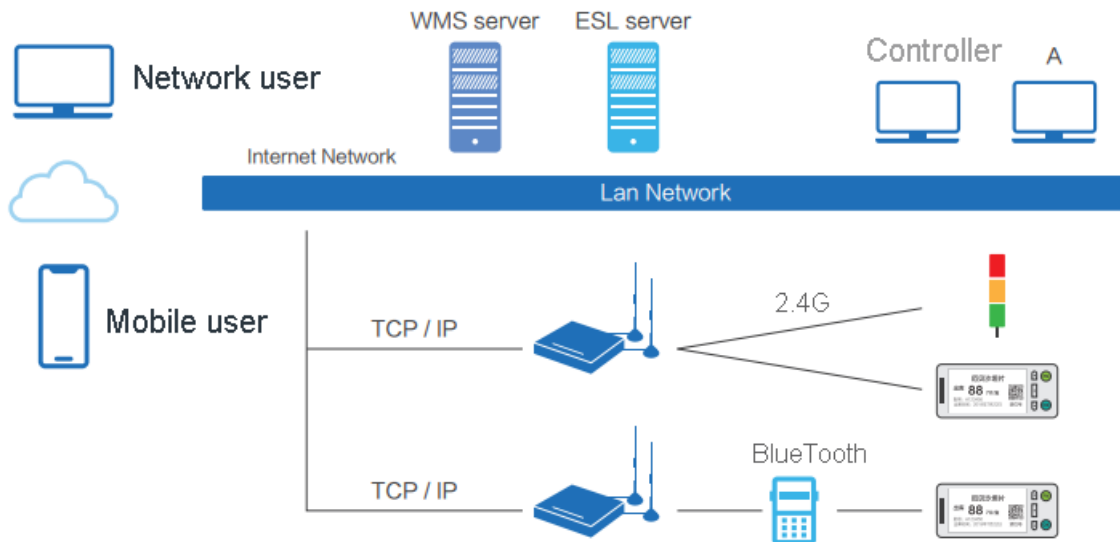 WMS server
ESL server
Controller
A
Network user
Internet Network
Lan Network
Mobile user
TCP / IP
2.4G
88
TCP / IP
BlueTooth
88